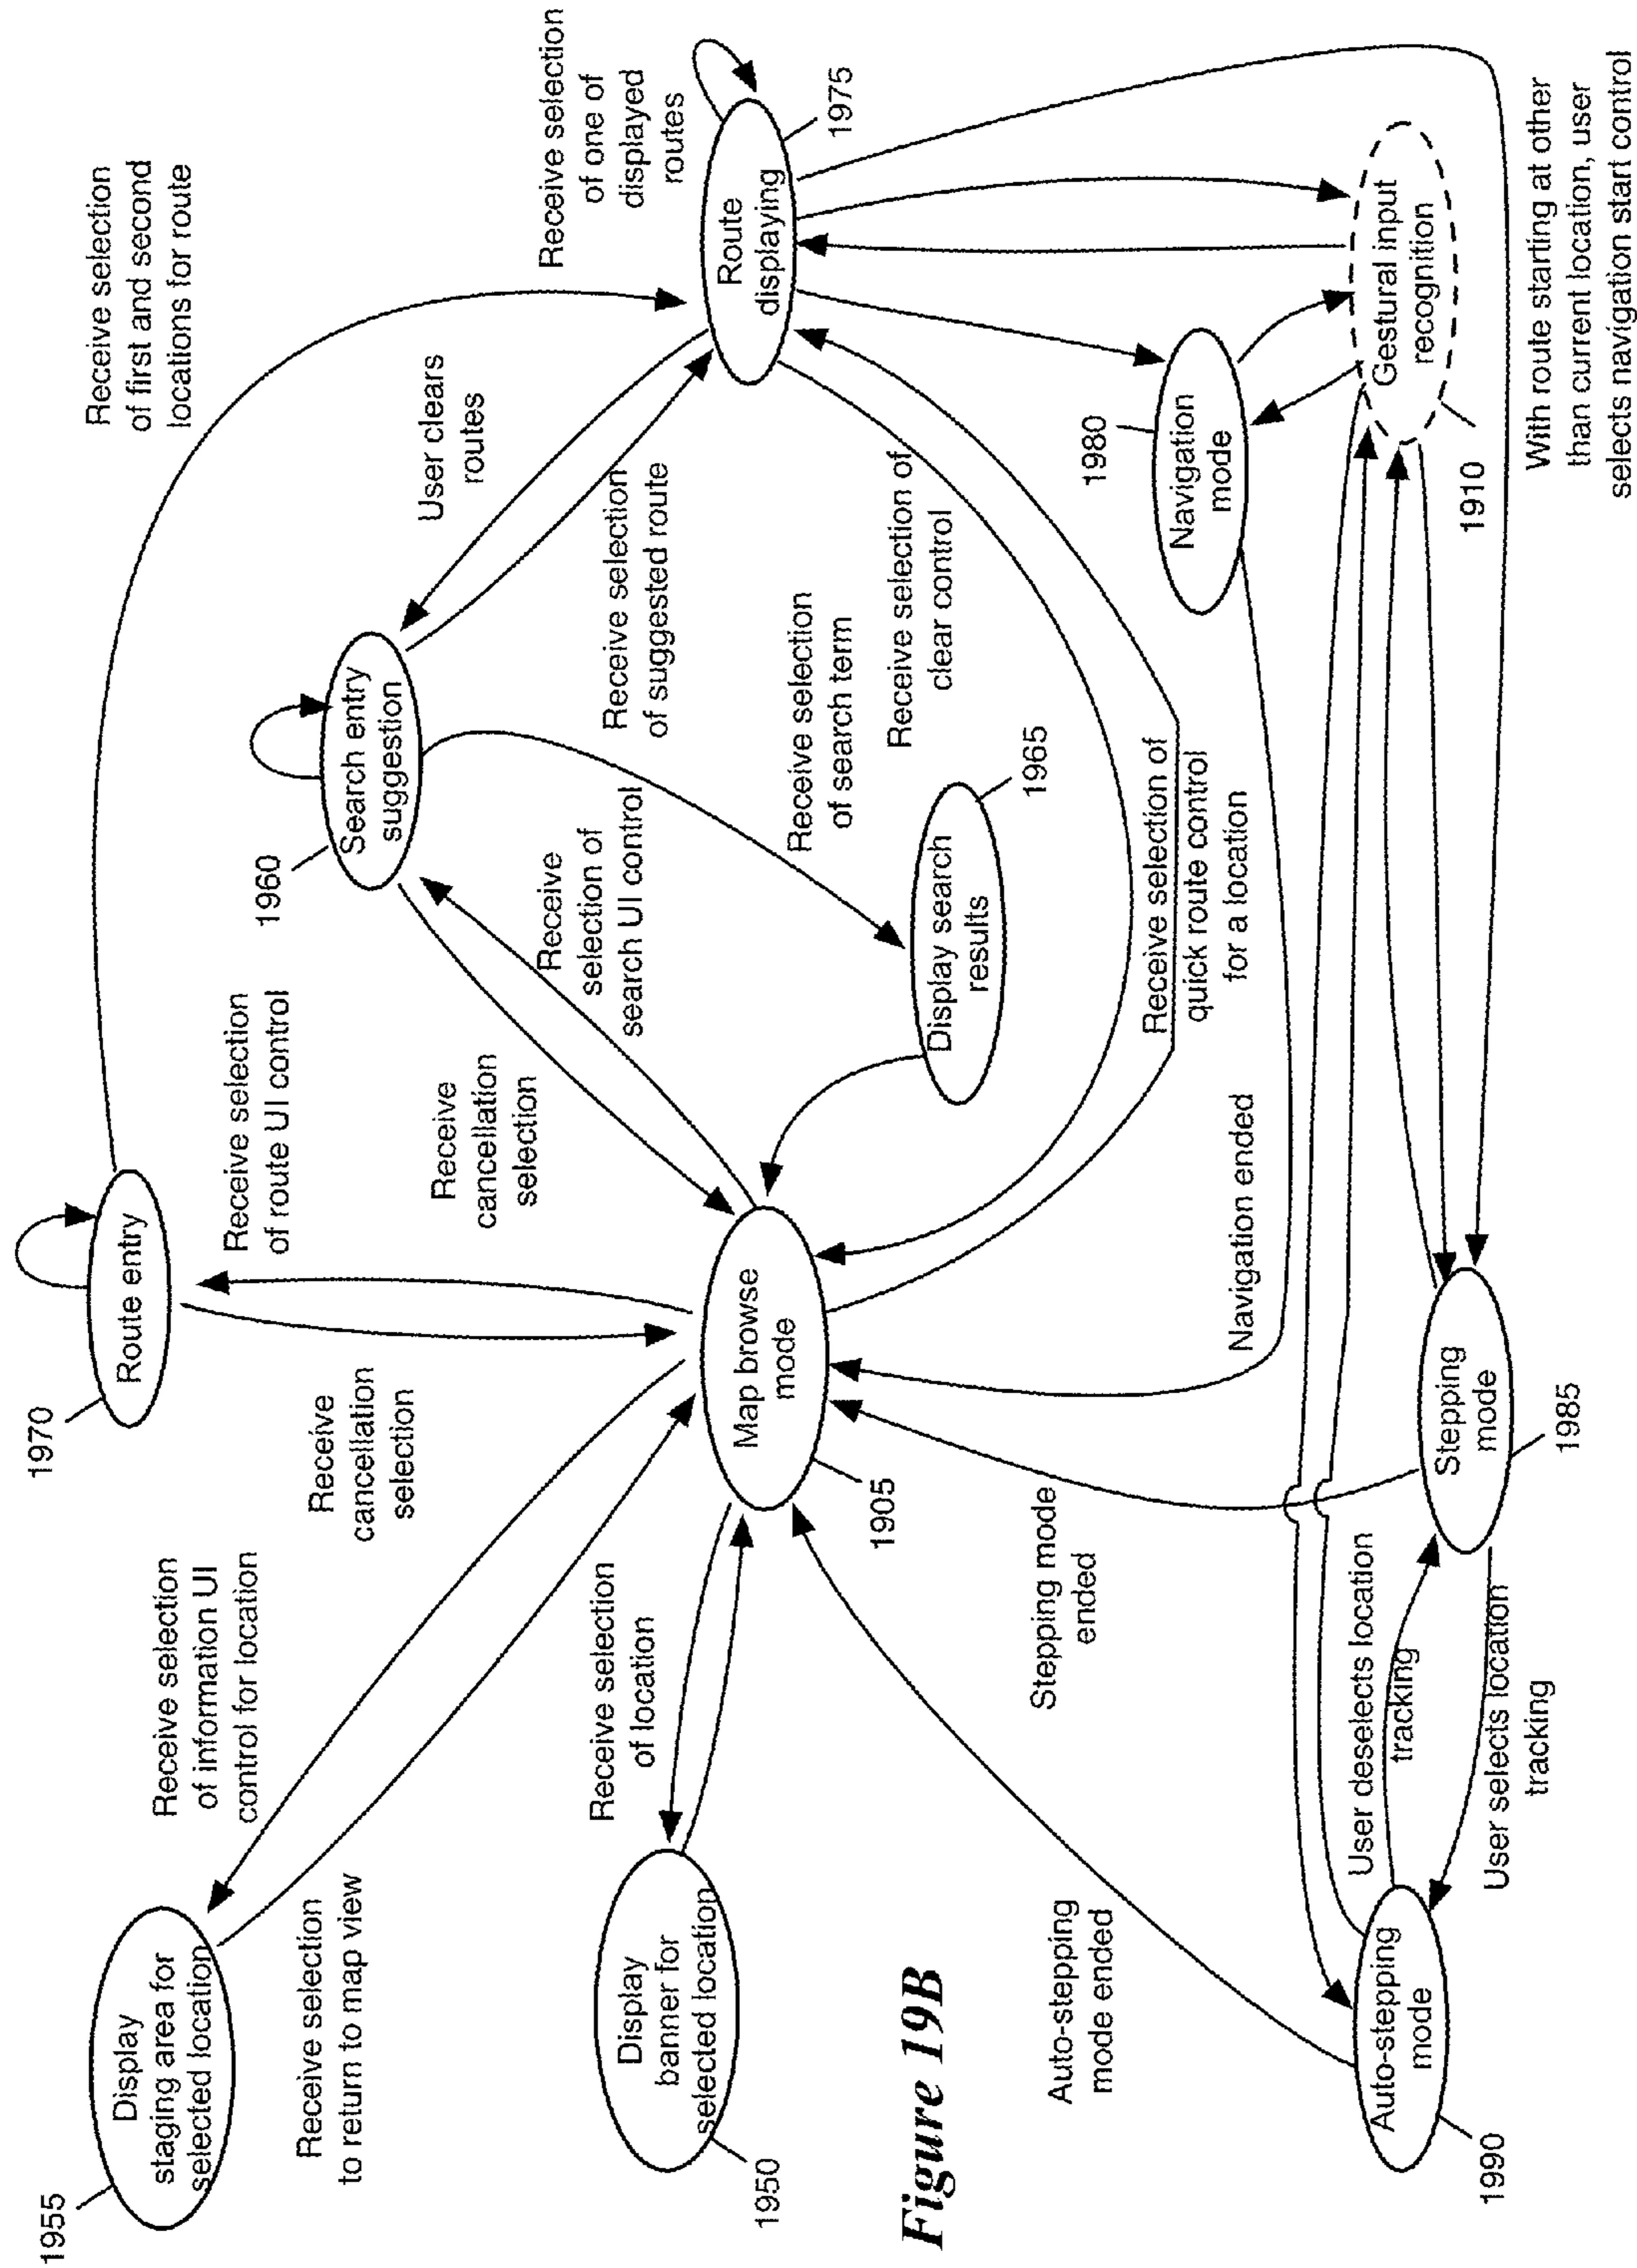 1955
Display
staging area for
selected location
Receive selection
of information UI
control for location
Receive selection
to return to map view
1970
Route entry
Receive
cancellation
selection
Receive selection
of route UI control
Receive selection
of first and second
locations for route
1960
Search entry
suggestion
Receive
cancellation
selection
Receive
selection of
search UI control
User clears
routes
Receive selection
of suggested route
Receive selection
of one of
displayed
routes
Route
displaying
1975
Display
banner for
selected location
1950
Receive selection
of location
Map browse
mode
1905
Display search
results
1965
Receive selection
of search term
Receive selection of
clear control
Receive selection of
quick route control
for a location
Figure 19B
Auto-stepping
mode ended
Stepping mode
ended
Navigation ended
1980
Navigation
mode
Gestural input
recognition
1910
Auto-stepping
mode
1990
User deselects location
tracking
User selects location
tracking
Stepping
mode
1985
With route starting at other
than current location, user
selects navigation start control